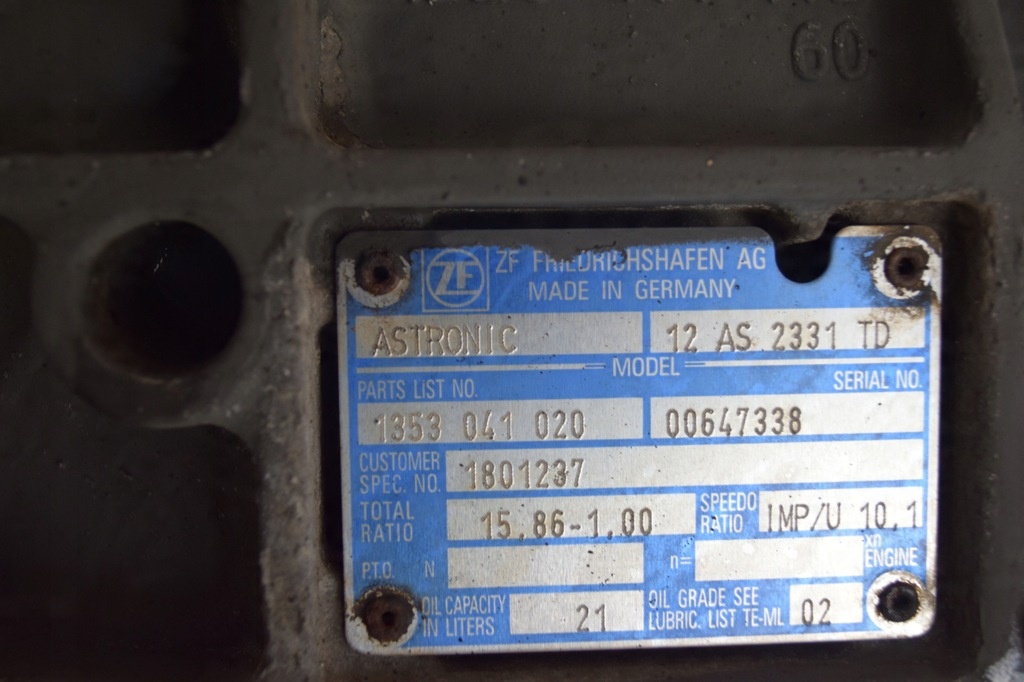 60
ZF ZF FRIEDRICHSHAFEN AG
MADE IN GERMANY
ASTRONIC 12 AS 2331 TD
MODEL
PARTS LIST NO. SERIAL NO.
1353 041 020 00647338
CUSTOMER SPEC. NO. 1801237
TOTAL RATIO 15.86-1.00 SPEEDO RATIO IMP/U 10.1
P.T.O. N n= xn ENGINE
OIL CAPACITY IN LITERS 21 OIL GRADE SEE LUBRIC. LIST TE-ML 02